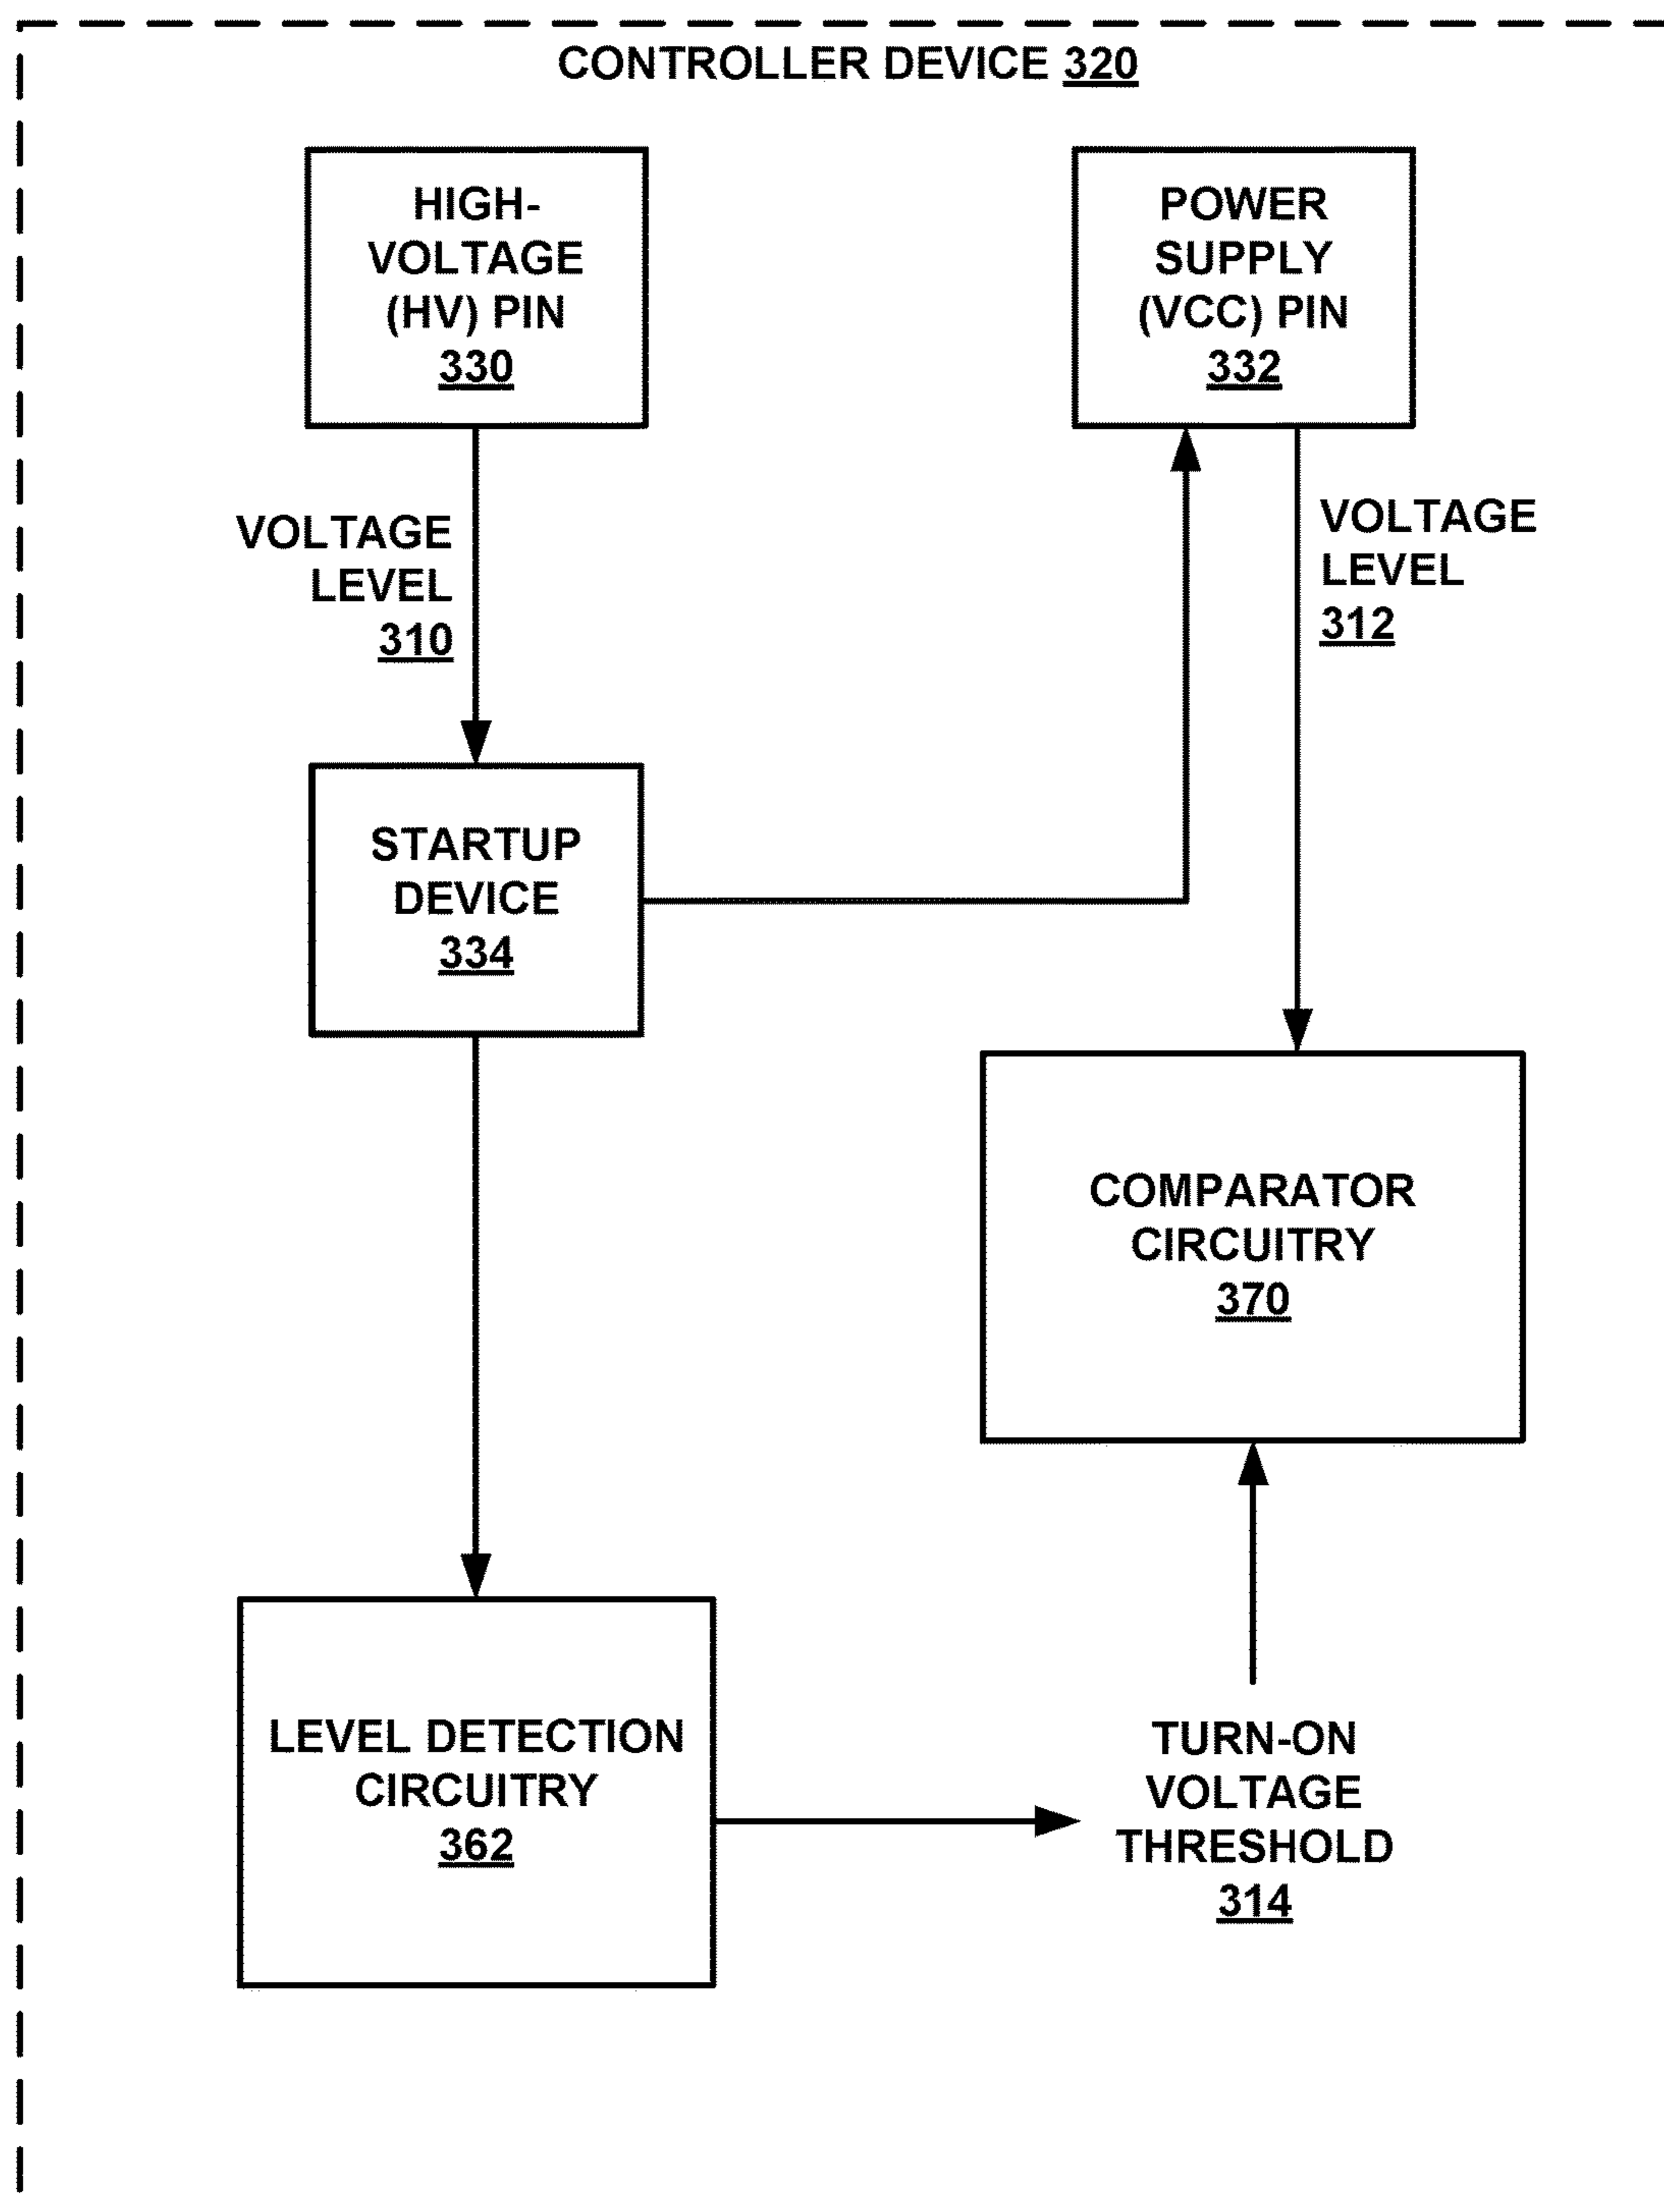 CONTROLLER DEVICE 320
HIGH-
VOLTAGE
(HV) PIN
330
POWER
SUPPLY
(VCC) PIN
332
VOLTAGE
LEVEL
310
VOLTAGE
LEVEL
312
STARTUP
DEVICE
334
COMPARATOR
CIRCUITRY
370
LEVEL DETECTION
CIRCUITRY
362
TURN-ON
VOLTAGE
THRESHOLD
314